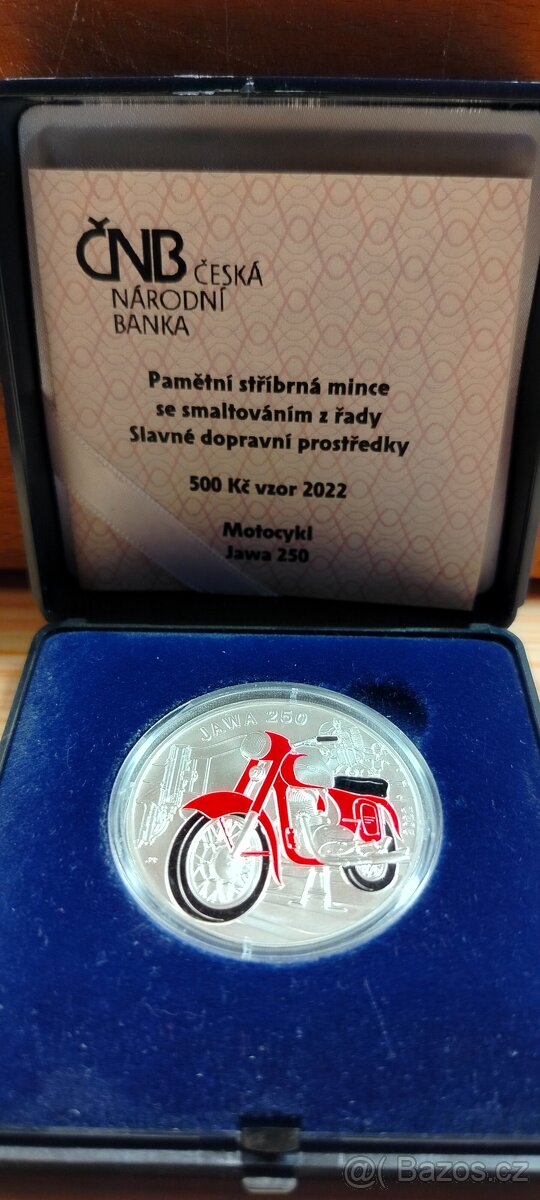 ČNB ČESKÁ
NÁRODNÍ
BANKA
Pamětní stříbrná mince
se smaltováním z řady
Slavné dopravní prostředky
500 Kč vzor 2022
Motocykl
Jawa 250
JAWA 250
2022
@ Bazos.cz